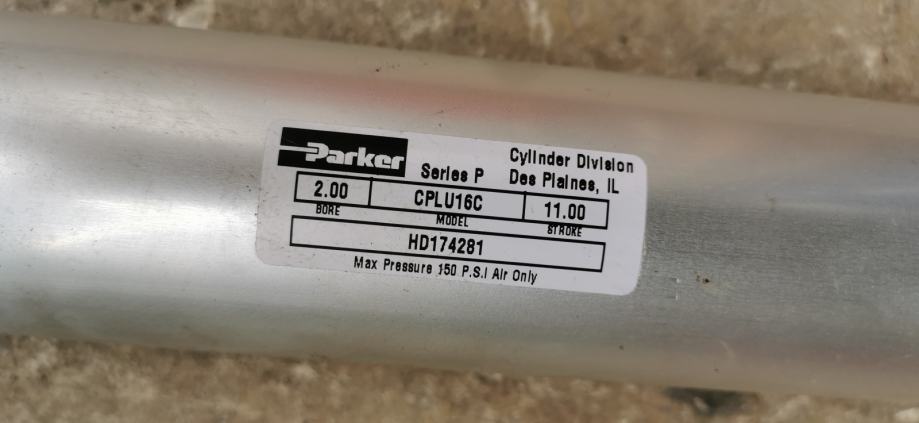 Parker
Series P
Cylinder Division
Des Plaines, IL
2.00 CPLU16C 11.00
BORE MODEL STROKE
HD174281
Max Pressure 150 P.S.I Air Only